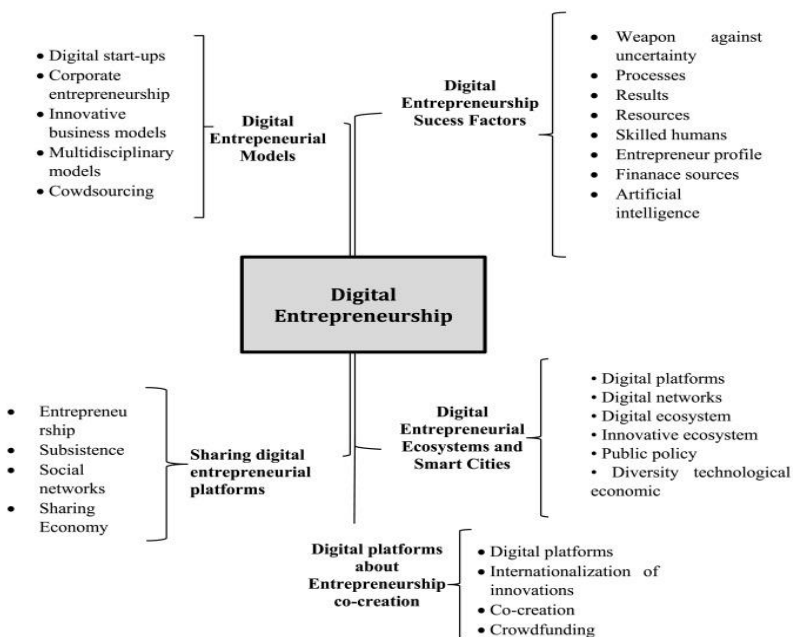 • Digital start-ups
• Corporate
entrepreneurship
• Innovative
business models
• Multidisciplinary
models
• Cowdsourcing
Digital
Entrepeneurial
Models
Digital
Entrepreneurship
Sucess Factors
• Weapon against
uncertainty
• Processes
• Results
• Resources
• Skilled humans
• Entrepreneur profile
• Finanace sources
• Artificial
intelligence
Digital
Entrepreneurship
• Entrepreneu
rship
• Subsistence
• Social
networks
• Sharing
Economy
Sharing digital
entrepreneurial
platforms
Digital
Entrepreneurial
Ecosystems and
Smart Cities
• Digital platforms
• Digital networks
• Digital ecosystem
• Innovative ecosystem
• Public policy
• Diversity technological
economic
Digital platforms
about
Entrepreneurship
co-creation
• Digital platforms
• Internationalization of
innovations
• Co-creation
• Crowdfunding